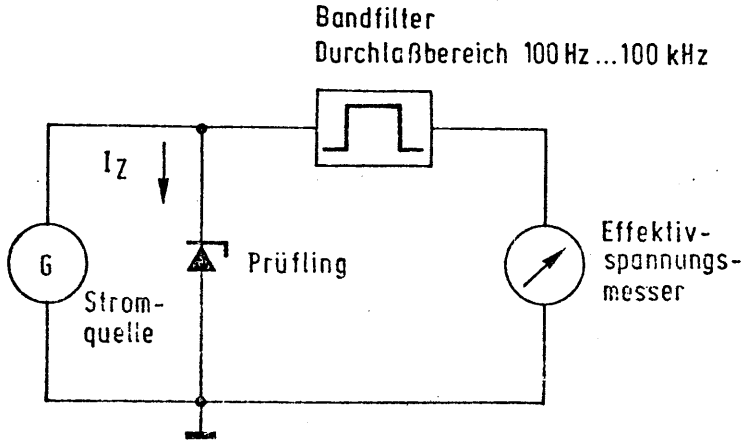 Bandfilter
Durchlaßbereich 100 Hz ... 100 kHz
I_Z
G
Strom-
quelle
Prüfling
Effektiv-
spannungs-
messer